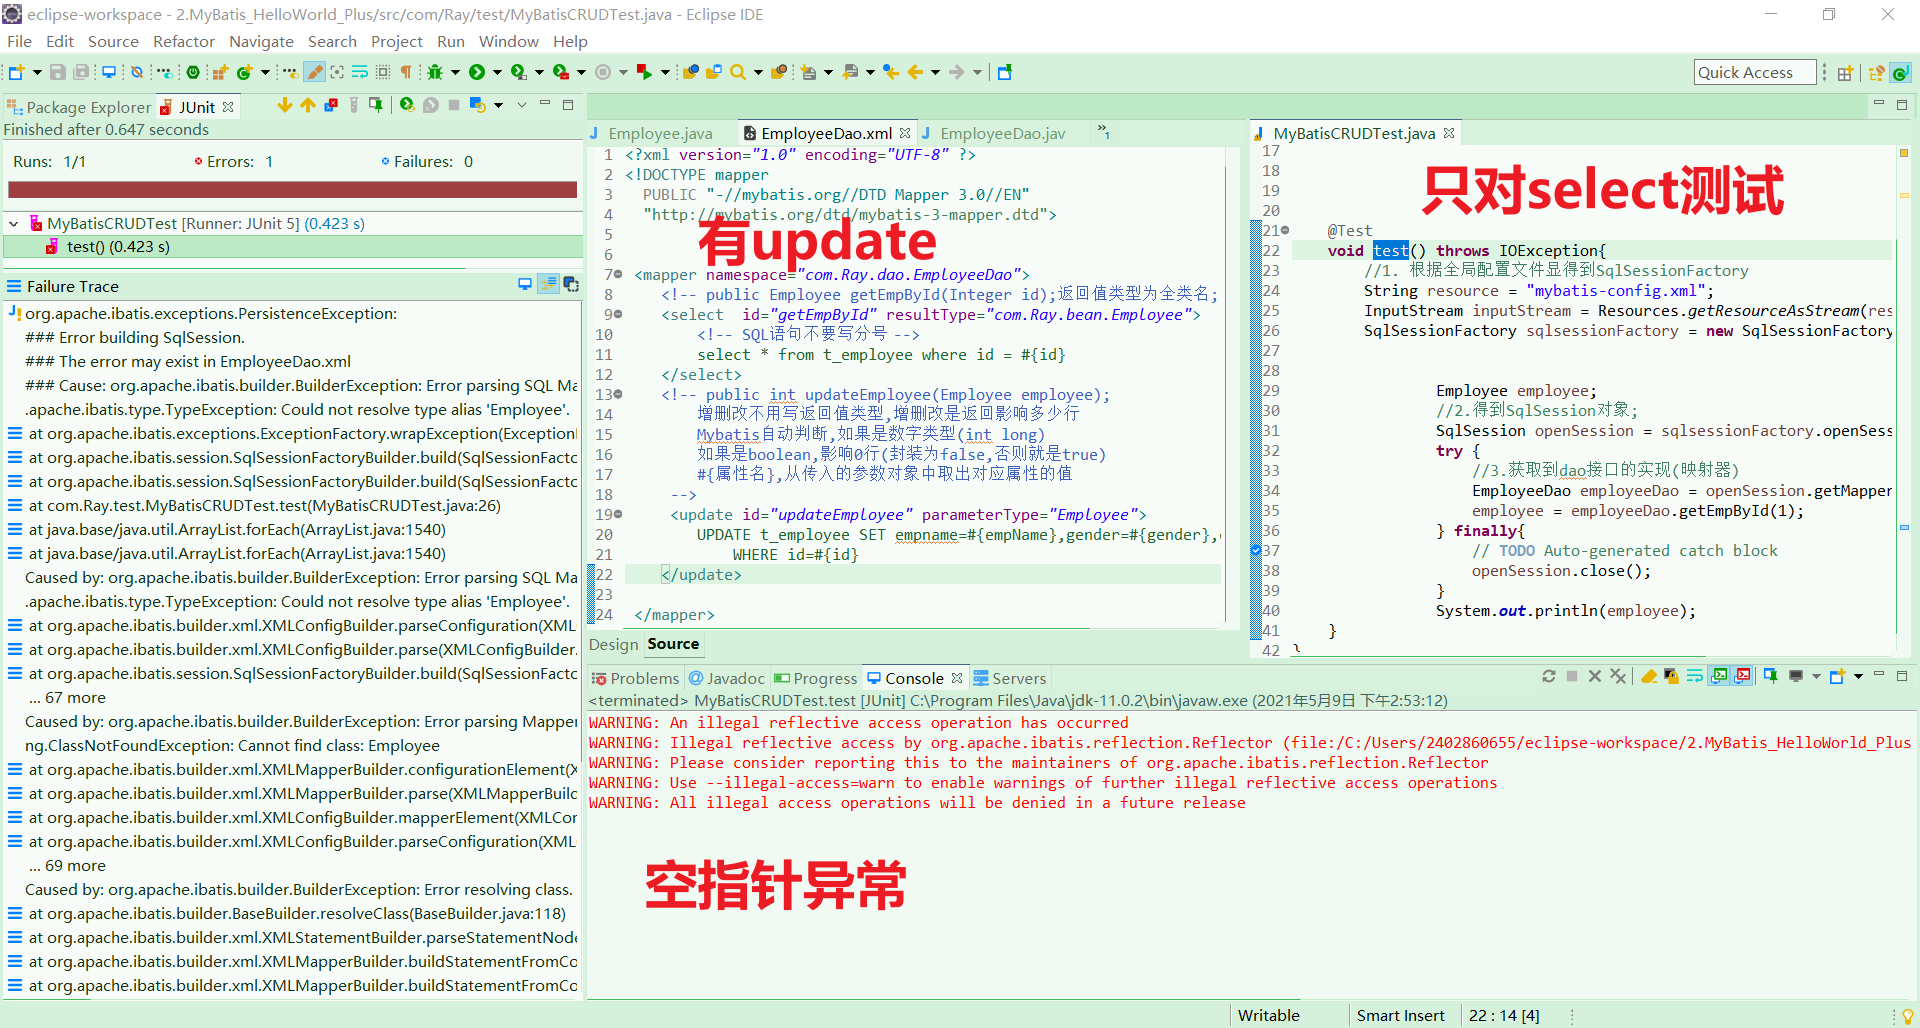 eclipse-workspace - 2.MyBatis_HelloWorld_Plus/src/com/Ray/test/MyBatisCRUDTest.java - Eclipse IDE
File Edit Source Refactor Navigate Search Project Run Window Help
Quick Access
Package Explorer JUnit
Finished after 0.647 seconds
Runs: 1/1 Errors: 1 Failures: 0
MyBatisCRUDTest [Runner: JUnit 5] (0.423 s)
test() (0.423 s)
Failure Trace
org.apache.ibatis.exceptions.PersistenceException:
### Error building SqlSession.
### The error may exist in EmployeeDao.xml
### Cause: org.apache.ibatis.builder.BuilderException: Error parsing SQL Ma
.apache.ibatis.type.TypeException: Could not resolve type alias 'Employee'.
at org.apache.ibatis.exceptions.ExceptionFactory.wrapException(Exception
at org.apache.ibatis.session.SqlSessionFactoryBuilder.build(SqlSessionFacto
at org.apache.ibatis.session.SqlSessionFactoryBuilder.build(SqlSessionFacto
at com.Ray.test.MyBatisCRUDTest.test(MyBatisCRUDTest.java:26)
at java.base/java.util.ArrayList.forEach(ArrayList.java:1540)
at java.base/java.util.ArrayList.forEach(ArrayList.java:1540)
Caused by: org.apache.ibatis.builder.BuilderException: Error parsing SQL Ma
.apache.ibatis.type.TypeException: Could not resolve type alias 'Employee'.
at org.apache.ibatis.builder.xml.XMLConfigBuilder.parseConfiguration(XML
at org.apache.ibatis.builder.xml.XMLConfigBuilder.parse(XMLConfigBuilder.
at org.apache.ibatis.session.SqlSessionFactoryBuilder.build(SqlSessionFacto
... 67 more
Caused by: org.apache.ibatis.builder.BuilderException: Error parsing Mapper
ng.ClassNotFoundException: Cannot find class: Employee
at org.apache.ibatis.builder.xml.XMLMapperBuilder.configurationElement(X
at org.apache.ibatis.builder.xml.XMLMapperBuilder.parse(XMLMapperBuilc
at org.apache.ibatis.builder.xml.XMLConfigBuilder.mapperElement(XMLCor
at org.apache.ibatis.builder.xml.XMLConfigBuilder.parseConfiguration(XML
... 69 more
Caused by: org.apache.ibatis.builder.BuilderException: Error resolving class.
at org.apache.ibatis.builder.BaseBuilder.resolveClass(BaseBuilder.java:118)
at org.apache.ibatis.builder.xml.XMLStatementBuilder.parseStatementNode
at org.apache.ibatis.builder.xml.XMLMapperBuilder.buildStatementFromCo
at org.apache.ibatis.builder.xml.XMLMapperBuilder.buildStatementFromCo
Employee.java EmployeeDao.xml EmployeeDao.jav »1
1 <?xml version="1.0" encoding="UTF-8" ?>
2 <!DOCTYPE mapper
3 PUBLIC "-//mybatis.org//DTD Mapper 3.0//EN"
4 "http://mybatis.org/dtd/mybatis-3-mapper.dtd">
5
有update
6
7 <mapper namespace="com.Ray.dao.EmployeeDao">
8 <!-- public Employee getEmpById(Integer id);返回值类型为全类名;
9 <select id="getEmpById" resultType="com.Ray.bean.Employee">
10 <!-- SQL语句不要写分号 -->
11 select * from t_employee where id = #{id}
12 </select>
13 <!-- public int updateEmployee(Employee employee);
14 增删改不用写返回值类型,增删改是返回影响多少行
15 Mybatis自动判断,如果是数字类型(int long)
16 如果是boolean,影响0行(封装为false,否则就是true)
17 #{属性名},从传入的参数对象中取出对应属性的值
18 -->
19 <update id="updateEmployee" parameterType="Employee">
20 UPDATE t_employee SET empname=#{empName},gender=#{gender},
21 WHERE id=#{id}
22 </update>
23
24 </mapper>
Design Source
MyBatisCRUDTest.java
17
18
只对select测试
19
20
21 @Test
22 void test() throws IOException{
23 //1. 根据全局配置文件显得到SqlSessionFactory
24 String resource = "mybatis-config.xml";
25 InputStream inputStream = Resources.getResourceAsStream(res
26 SqlSessionFactory sqlsessionFactory = new SqlSessionFactory
27
28
29 Employee employee;
30 //2.得到SqlSession对象;
31 SqlSession openSession = sqlsessionFactory.openSess
32 try {
33 //3.获取到dao接口的实现(映射器)
34 EmployeeDao employeeDao = openSession.getMapper
35 employee = employeeDao.getEmpById(1);
36 } finally{
37 // TODO Auto-generated catch block
38 openSession.close();
39 }
40 System.out.println(employee);
41 }
42 }
Problems Javadoc Progress Console Servers
<terminated> MyBatisCRUDTest.test [JUnit] C:\Program Files\Java\jdk-11.0.2\bin\javaw.exe (2021年5月9日 下午2:53:12)
WARNING: An illegal reflective access operation has occurred
WARNING: Illegal reflective access by org.apache.ibatis.reflection.Reflector (file:/C:/Users/2402860655/eclipse-workspace/2.MyBatis_HelloWorld_Plus
WARNING: Please consider reporting this to the maintainers of org.apache.ibatis.reflection.Reflector
WARNING: Use --illegal-access=warn to enable warnings of further illegal reflective access operations
WARNING: All illegal access operations will be denied in a future release
空指针异常
Writable Smart Insert 22 : 14 [4]